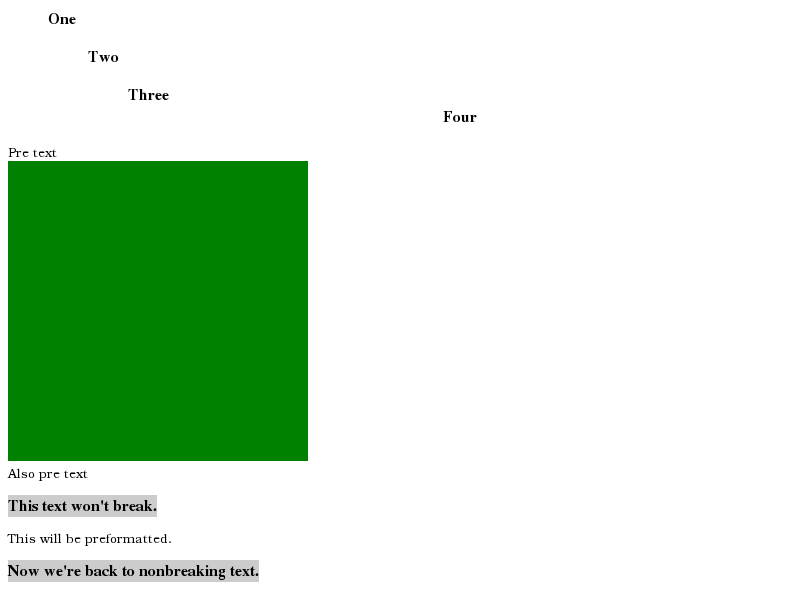 One
Two
Three
Four
Pre text
Also pre text
This text won't break.
This will be preformatted.
Now we're back to nonbreaking text.